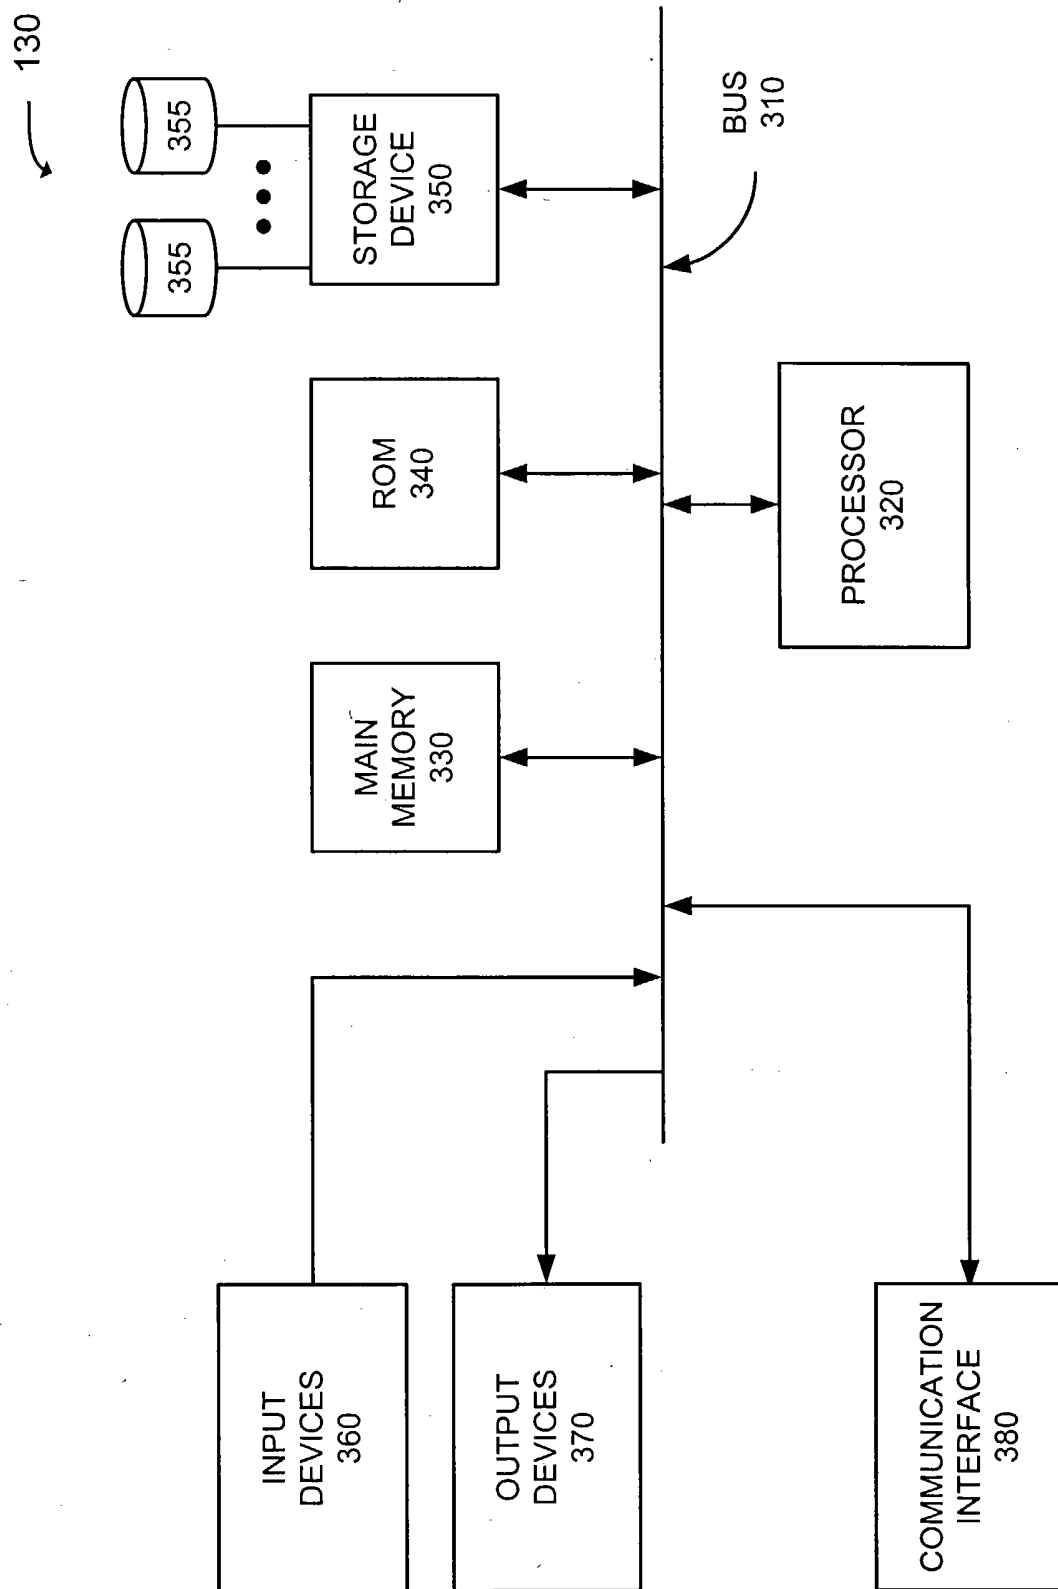 130
355
355
STORAGE
DEVICE
350
ROM
340
MAIN
MEMORY
330
BUS
310
PROCESSOR
320
INPUT
DEVICES
360
OUTPUT
DEVICES
370
COMMUNICATION
INTERFACE
380